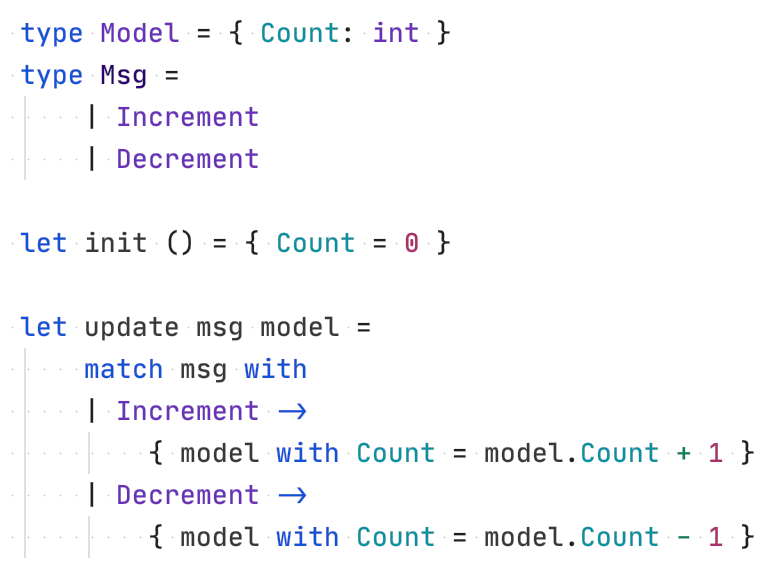 type Model = { Count: int }
type Msg =
    | Increment
    | Decrement

let init () = { Count = 0 }

let update msg model =
    match msg with
    | Increment ->
        { model with Count = model.Count + 1 }
    | Decrement ->
        { model with Count = model.Count - 1 }